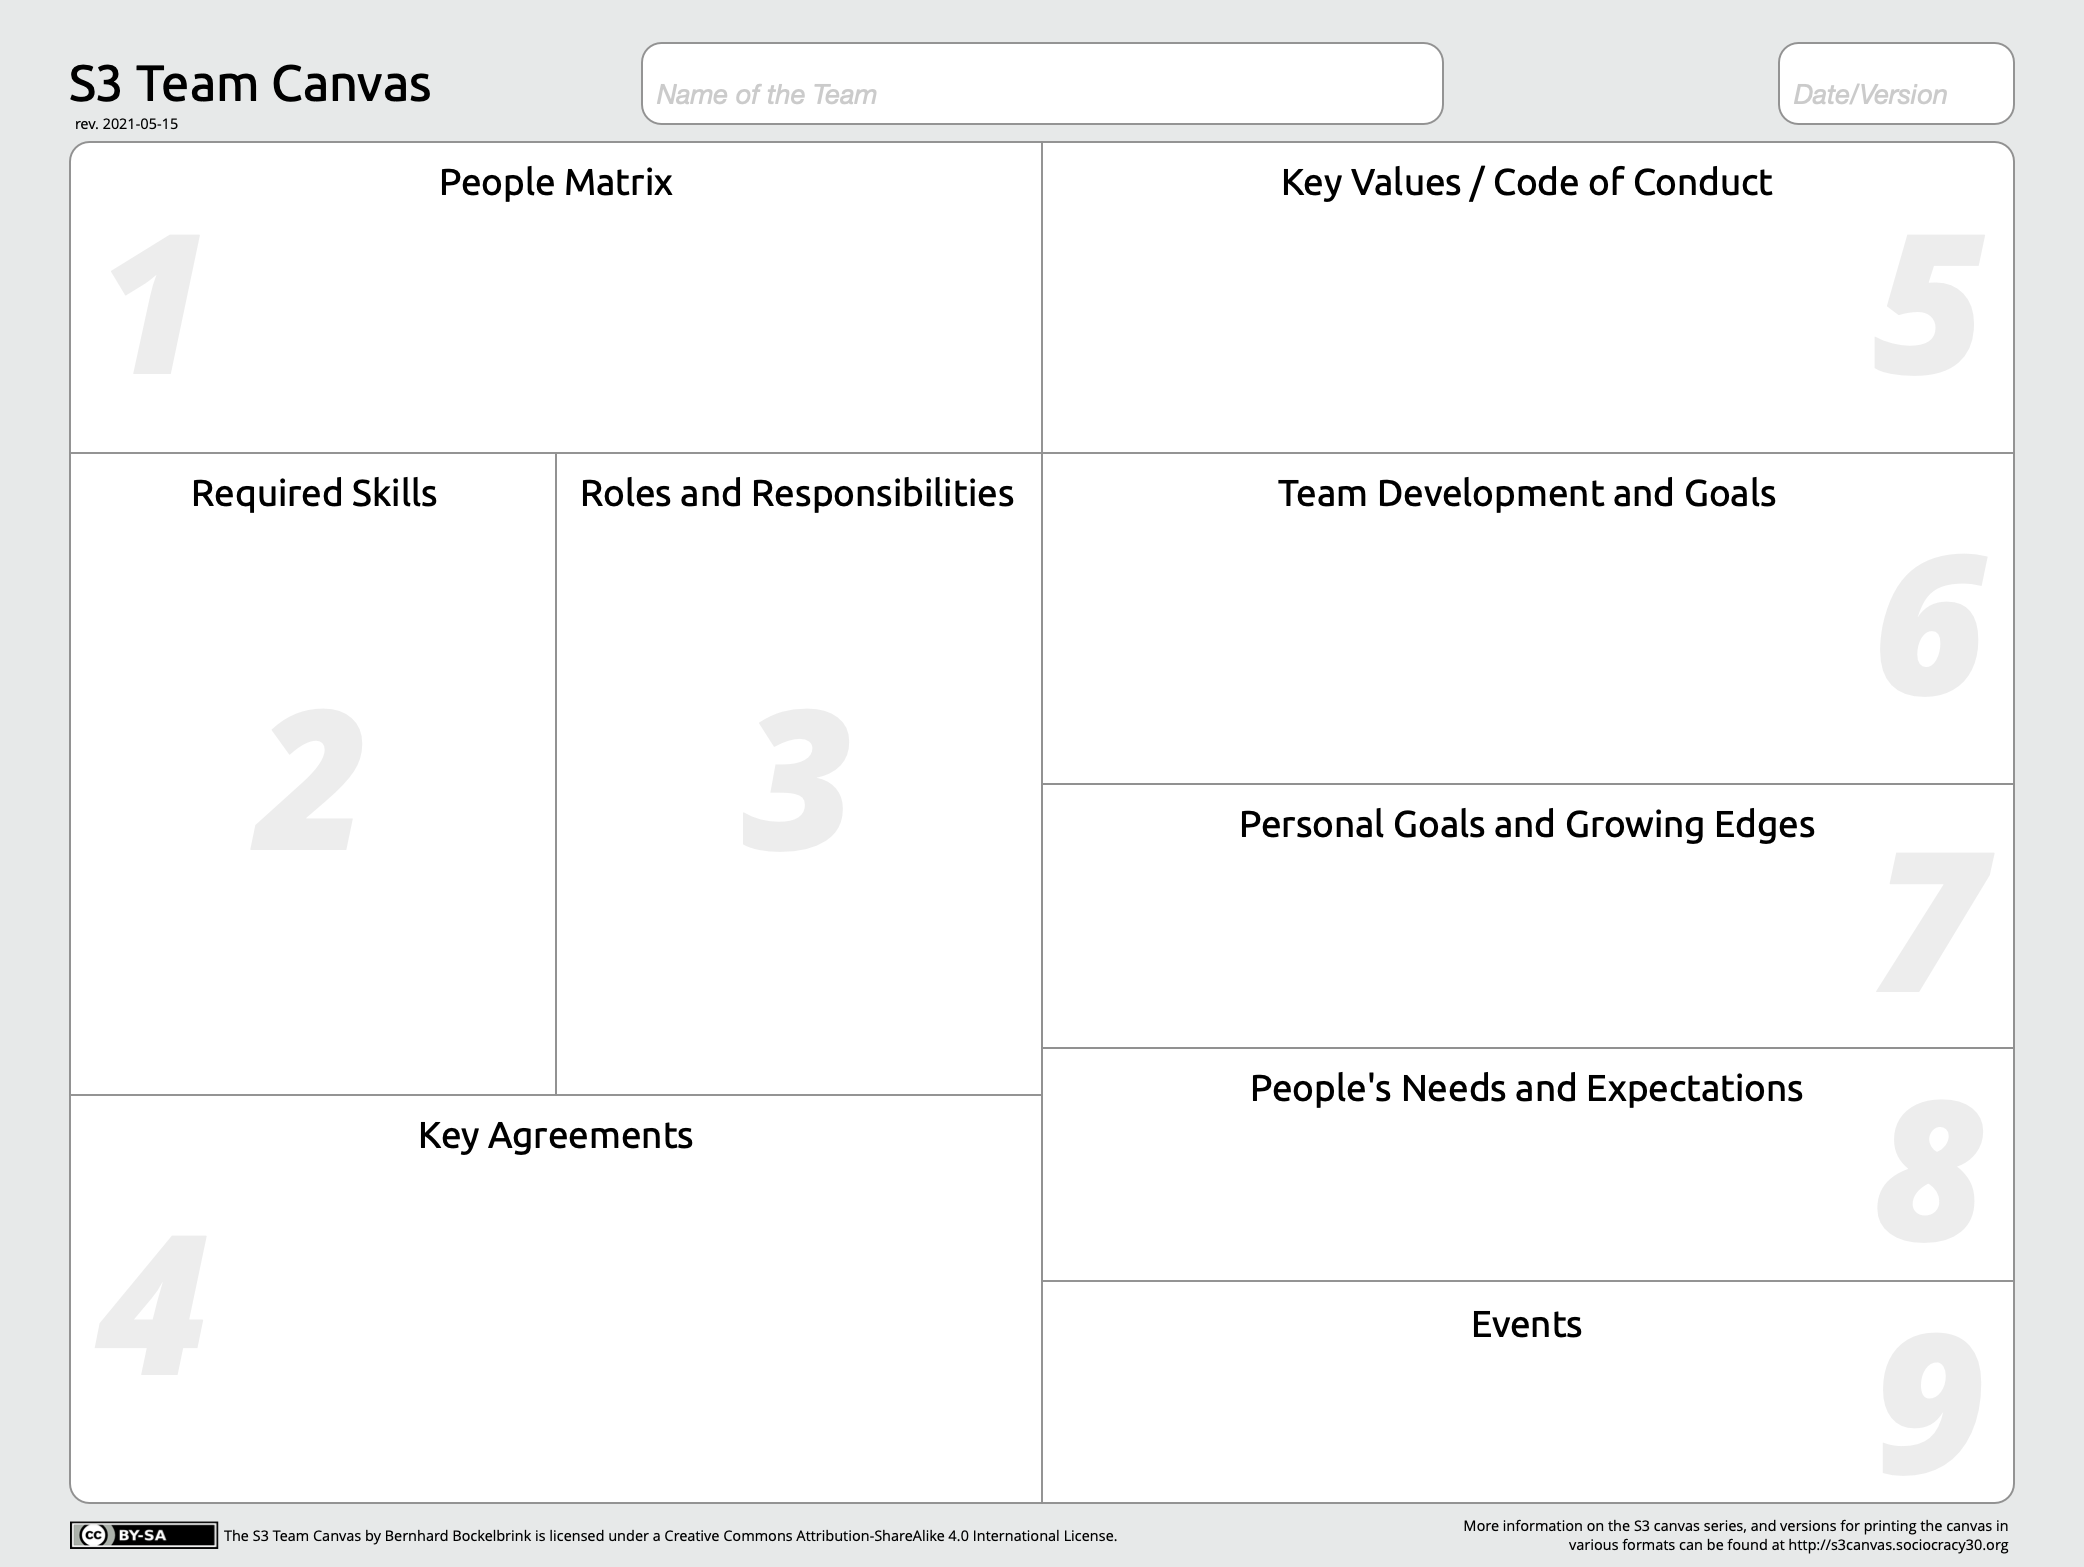 S3 Team Canvas
rev. 2021-05-15
Name of the Team
Date/Version
People Matrix
1
Required Skills
2
Roles and Responsibilities
3
Key Agreements
4
Key Values / Code of Conduct
5
Team Development and Goals
6
Personal Goals and Growing Edges
7
People's Needs and Expectations
8
Events
9
cc BY-SA
The S3 Team Canvas by Bernhard Bockelbrink is licensed under a Creative Commons Attribution-ShareAlike 4.0 International License.
More information on the S3 canvas series, and versions for printing the canvas in
various formats can be found at http://s3canvas.sociocracy30.org